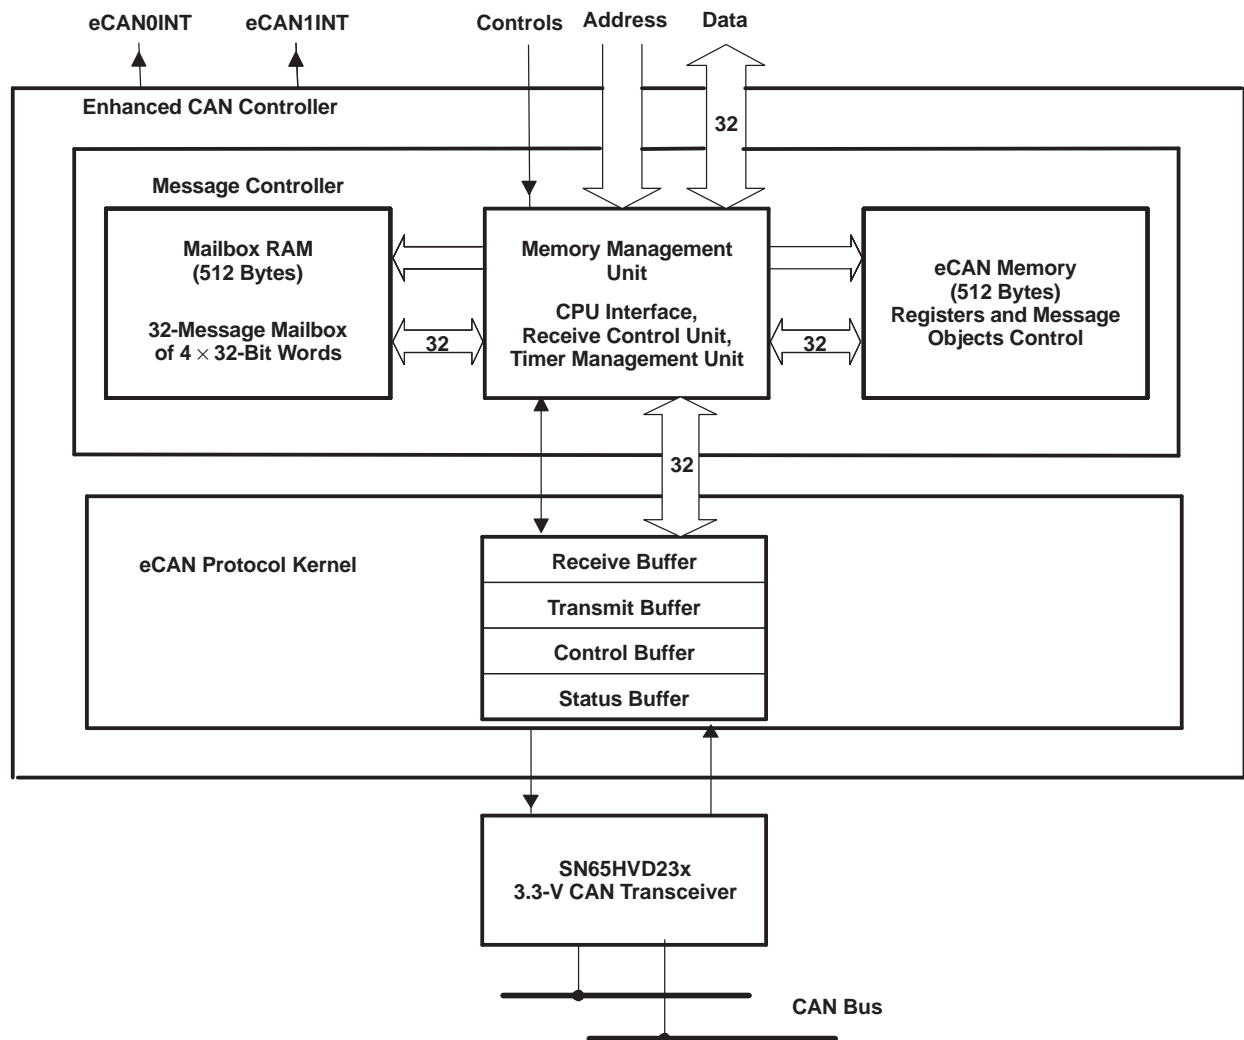 eCAN0INT
eCAN1INT
Controls
Address
Data
Enhanced CAN Controller
32
Message Controller
Mailbox RAM
(512 Bytes)
32-Message Mailbox
of 4 × 32-Bit Words
32
Memory Management
Unit
CPU Interface,
Receive Control Unit,
Timer Management Unit
32
eCAN Memory
(512 Bytes)
Registers and Message
Objects Control
32
eCAN Protocol Kernel
Receive Buffer
Transmit Buffer
Control Buffer
Status Buffer
SN65HVD23x
3.3-V CAN Transceiver
CAN Bus